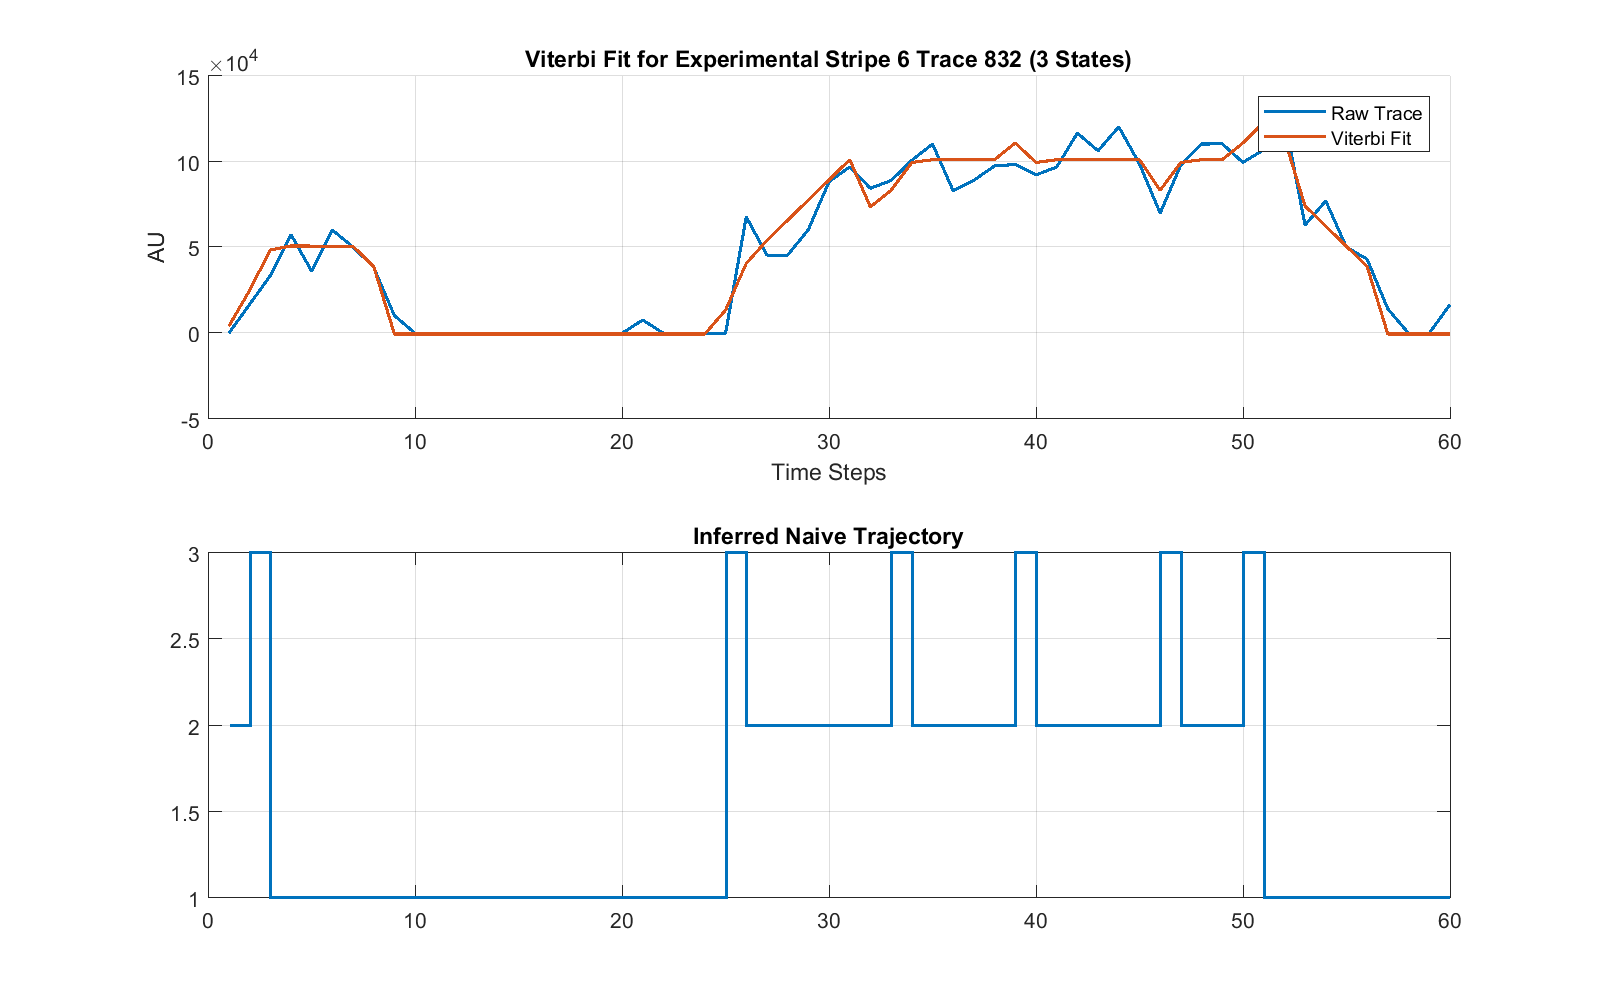 Viterbi Fit for Experimental Stripe 6 Trace 832 (3 States)
×10⁴
15
10
5
0
-5
AU
Raw Trace
Viterbi Fit
0 10 20 30 40 50 60
Time Steps
Inferred Naive Trajectory
3
2.5
2
1.5
1
0 10 20 30 40 50 60